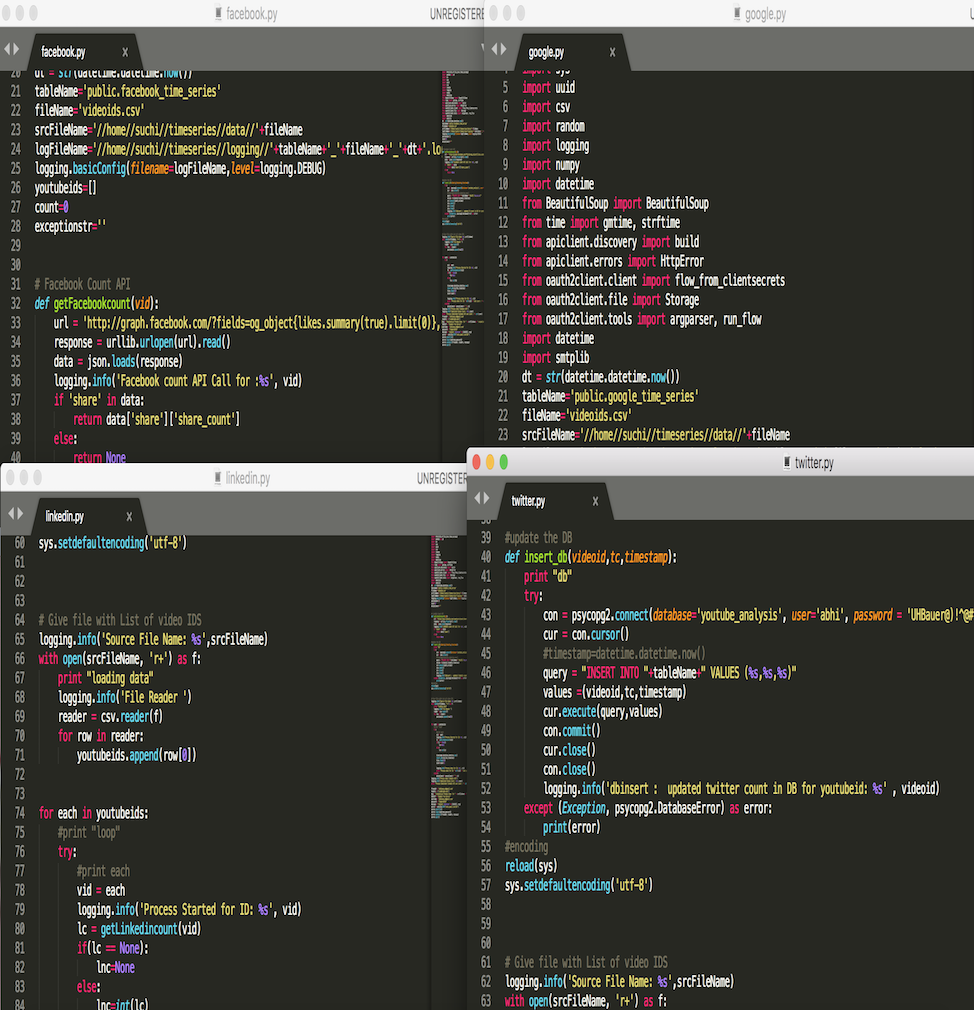 facebook.py
UNREGISTERE
facebook.py ×
20 dt = str(datetime.datetime.now())
21 tableName='public.facebook_time_series'
22 fileName='videoids.csv'
23 srcFileName='//home//suchi//timeseries//data//'+fileName
24 logFileName='//home//suchi//timeseries//logging//'+tableName+'_'+fileName+'_'+dt+'.lo
25 logging.basicConfig(filename=logFileName,level=logging.DEBUG)
26 youtubeids=[]
27 count=0
28 exceptionstr=''
29
30
31 # Facebook Count API
32 def getFacebookcount(vid):
33 url = 'http://graph.facebook.com/?fields=og_object{likes.summary(true).limit(0)},
34 response = urllib.urlopen(url).read()
35 data = json.loads(response)
36 logging.info('Facebook count API Call for :%s', vid)
37 if 'share' in data:
38 return data['share']['share_count']
39 else:
40 return None
google.py
google.py ×
4 import sys
5 import uuid
6 import csv
7 import random
8 import logging
9 import numpy
10 import datetime
11 from BeautifulSoup import BeautifulSoup
12 from time import gmtime, strftime
13 from apiclient.discovery import build
14 from apiclient.errors import HttpError
15 from oauth2client.client import flow_from_clientsecrets
16 from oauth2client.file import Storage
17 from oauth2client.tools import argparser, run_flow
18 import datetime
19 import smtplib
20 dt = str(datetime.datetime.now())
21 tableName='public.google_time_series'
22 fileName='videoids.csv'
23 srcFileName='//home//suchi//timeseries//data//'+fileName
linkedin.py
UNREGISTER
linkedin.py ×
60 sys.setdefaultencoding('utf-8')
61
62
63
64 # Give file with List of video IDS
65 logging.info('Source File Name: %s',srcFileName)
66 with open(srcFileName, 'r+') as f:
67 print "loading data"
68 logging.info('File Reader ')
69 reader = csv.reader(f)
70 for row in reader:
71 youtubeids.append(row[0])
72
73
74 for each in youtubeids:
75 #print "loop"
76 try:
77 #print each
78 vid = each
79 logging.info('Process Started for ID: %s', vid)
80 lc = getLinkedincount(vid)
81 if(lc == None):
82 lnc=None
83 else:
84 lnc=int(lc)
twitter.py
twitter.py ×
38
39 #update the DB
40 def insert_db(videoid,tc,timestamp):
41 print "db"
42 try:
43 con = psycopg2.connect(database='youtube_analysis', user='abhi', password = 'UHBauer@)!^@#
44 cur = con.cursor()
45 #timestamp=datetime.datetime.now()
46 query = "INSERT INTO "+tableName+" VALUES (%s,%s,%s)"
47 values =(videoid,tc,timestamp)
48 cur.execute(query,values)
49 con.commit()
50 cur.close()
51 con.close()
52 logging.info('dbinsert :  updated twitter count in DB for youtubeid: %s' , videoid)
53 except (Exception, psycopg2.DatabaseError) as error:
54 print(error)
55 #encoding
56 reload(sys)
57 sys.setdefaultencoding('utf-8')
58
59
60
61 # Give file with List of video IDS
62 logging.info('Source File Name: %s',srcFileName)
63 with open(srcFileName, 'r+') as f: